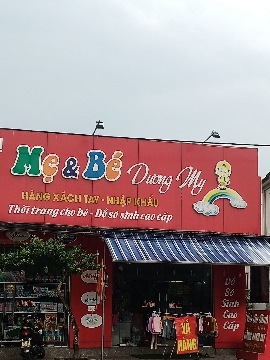 Mẹ & Bé Dương My
HÀNG XÁCH TAY - NHẬP KHẨU
Thời trang cho bé - Đồ sơ sinh cao cấp
Đồ
Sơ
Sinh
Cao
Cấp
XẢ
HÀNG